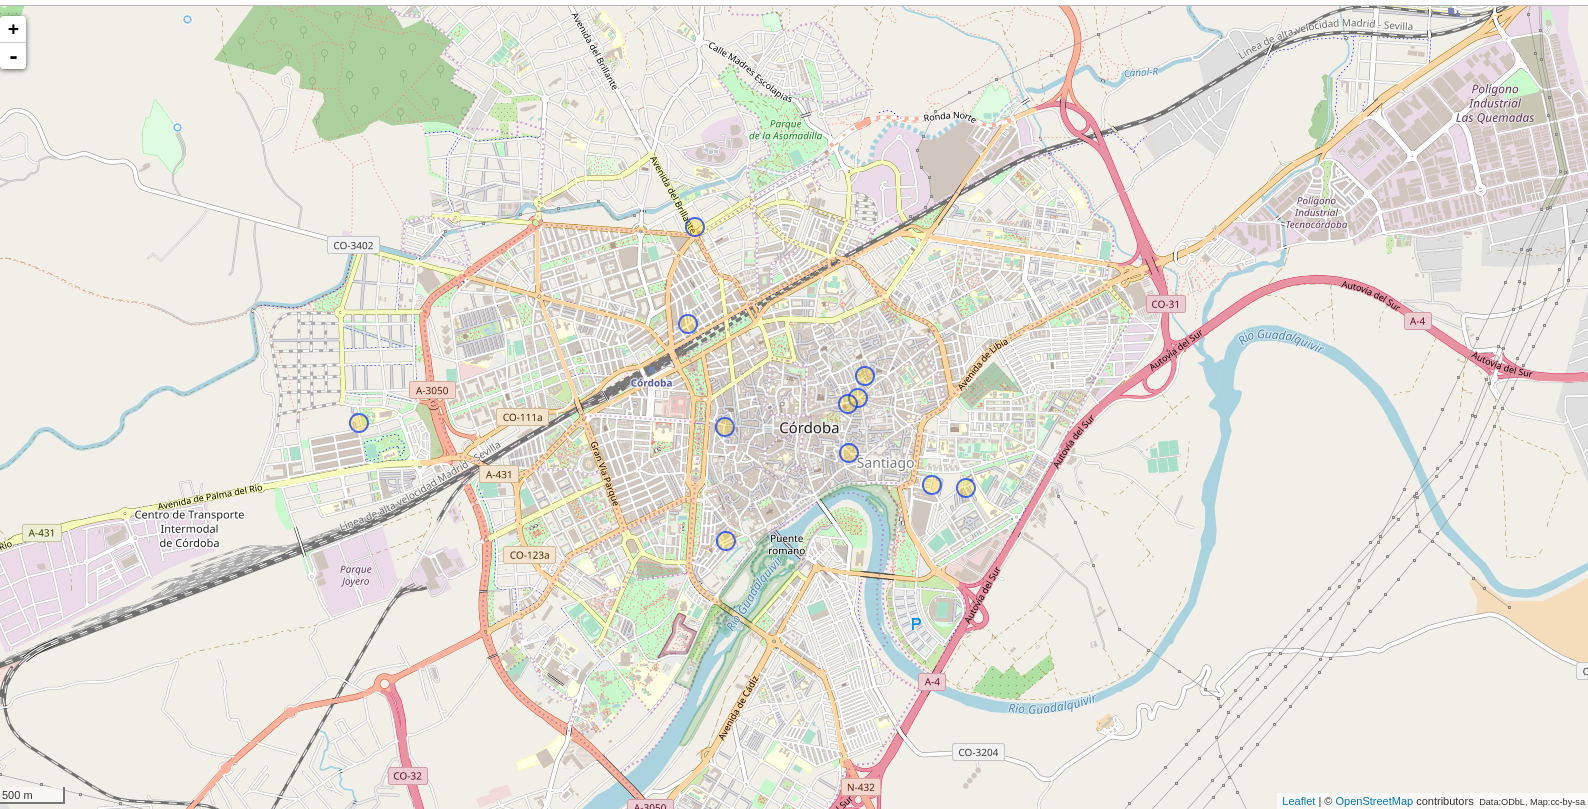 +
-
Avenida del Brillante
Calle Madres Escolapias
Línea de alta velocidad Madrid - Sevilla
Canal-R
Polígono
Industrial
Las Quemadas
Parque
de la Asomadilla
Ronda Norte
Avenida del Brillante
Polígono
Industrial
Tecnocórdoba
CO-3402
CO-31
Autovía del Sur
A-4
Río Guadalquivir
Autovía del Sur
Autovía del Sur
Avenida de Libia
Córdoba
A-3050
CO-111a
Córdoba
Autovía del Sur
Gran Vía Parque
Línea de alta velocidad Madrid - Sevilla
Santiago
A-431
Avenida de Palma del Río
Centro de Transporte
Intermodal
de Córdoba
A-431
Río
Puente
romano
CO-123a
Parque
Joyero
Río Guadalquivir
Autovía del Sur
P
A-4
Río Guadalquivir
Avenida de Cádiz
CO-3204
CO-32
N-432
Sur
A-3050
500 m
Leaflet | © OpenStreetMap contributors Data:ODbL, Map:cc-by-sa